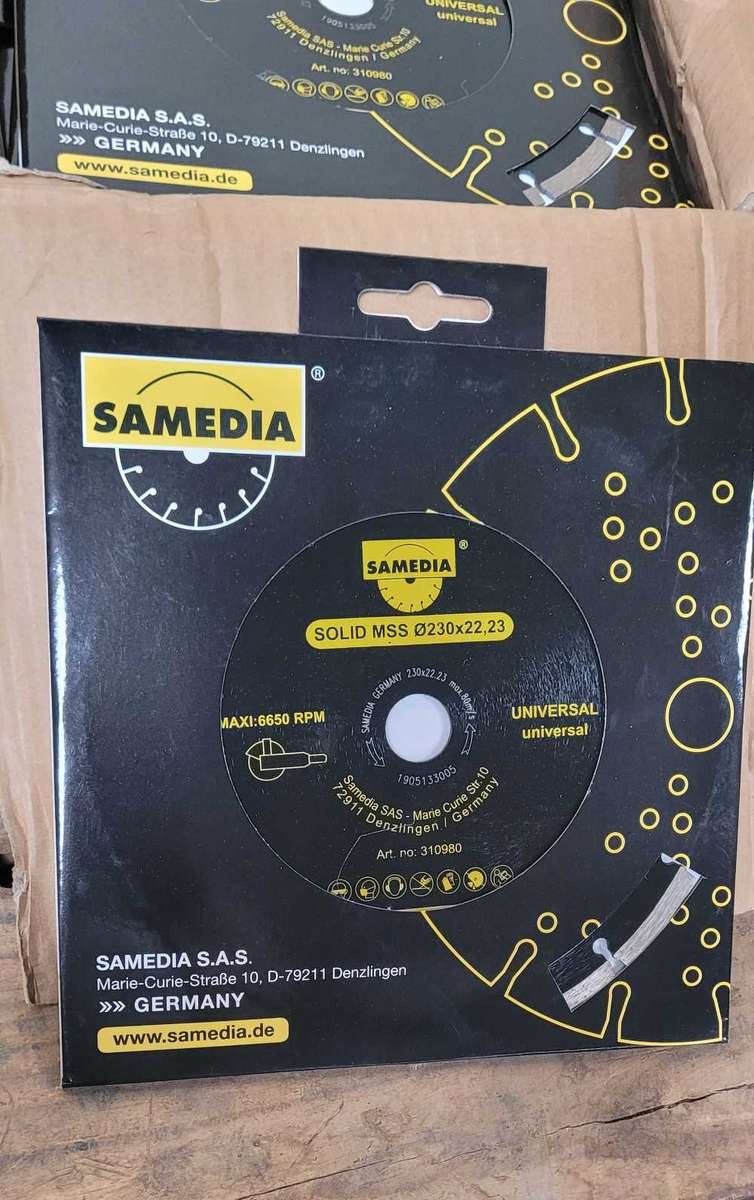 UNIVERSAL
universal
1905133005
Samedia SAS - Marie Curie Str.10
72911 Denzlingen / Germany
Art. no: 310980
SAMEDIA S.A.S.
Marie-Curie-Straße 10, D-79211 Denzlingen
»» GERMANY
www.samedia.de
SAMEDIA®
SAMEDIA®
SOLID MSS Ø230x22,23
SAMEDIA GERMANY 230x22.23 max.80m/s
MAXI:6650 RPM
UNIVERSAL
universal
1905133005
Samedia SAS - Marie Curie Str.10
72911 Denzlingen / Germany
Art. no: 310980
SAMEDIA S.A.S.
Marie-Curie-Straße 10, D-79211 Denzlingen
»» GERMANY
www.samedia.de